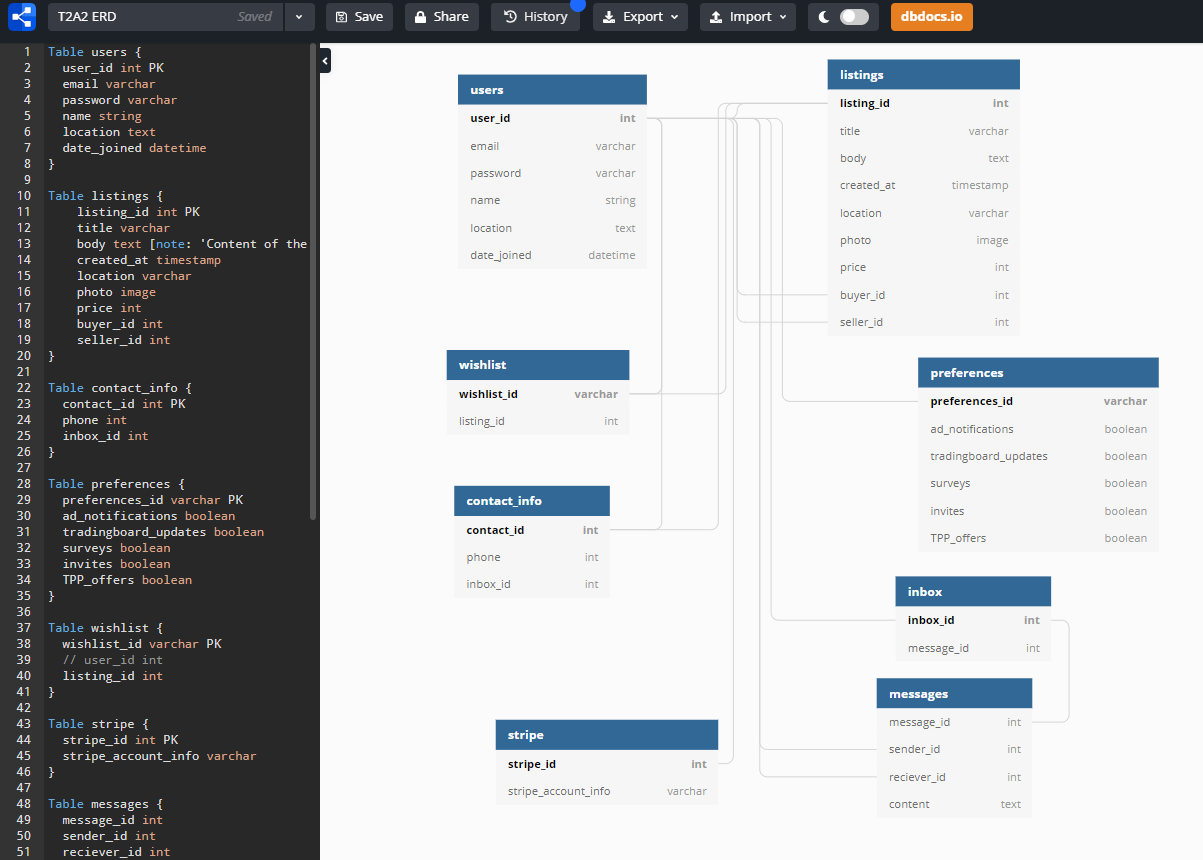 T2A2 ERD Saved Save Share History Export Import dbdocs.io
1 Table users {
2 user_id int PK
3 email varchar
4 password varchar
5 name string
6 location text
7 date_joined datetime
8 }
9
10 Table listings {
11 listing_id int PK
12 title varchar
13 body text [note: 'Content of the
14 created_at timestamp
15 location varchar
16 photo image
17 price int
18 buyer_id int
19 seller_id int
20 }
21
22 Table contact_info {
23 contact_id int PK
24 phone int
25 inbox_id int
26 }
27
28 Table preferences {
29 preferences_id varchar PK
30 ad_notifications boolean
31 tradingboard_updates boolean
32 surveys boolean
33 invites boolean
34 TPP_offers boolean
35 }
36
37 Table wishlist {
38 wishlist_id varchar PK
39 // user_id int
40 listing_id int
41 }
42
43 Table stripe {
44 stripe_id int PK
45 stripe_account_info varchar
46 }
47
48 Table messages {
49 message_id int
50 sender_id int
51 reciever_id int
users
user_id int
email varchar
password varchar
name string
location text
date_joined datetime
listings
listing_id int
title varchar
body text
created_at timestamp
location varchar
photo image
price int
buyer_id int
seller_id int
wishlist
wishlist_id varchar
listing_id int
preferences
preferences_id varchar
ad_notifications boolean
tradingboard_updates boolean
surveys boolean
invites boolean
TPP_offers boolean
contact_info
contact_id int
phone int
inbox_id int
inbox
inbox_id int
message_id int
messages
message_id int
sender_id int
reciever_id int
content text
stripe
stripe_id int
stripe_account_info varchar